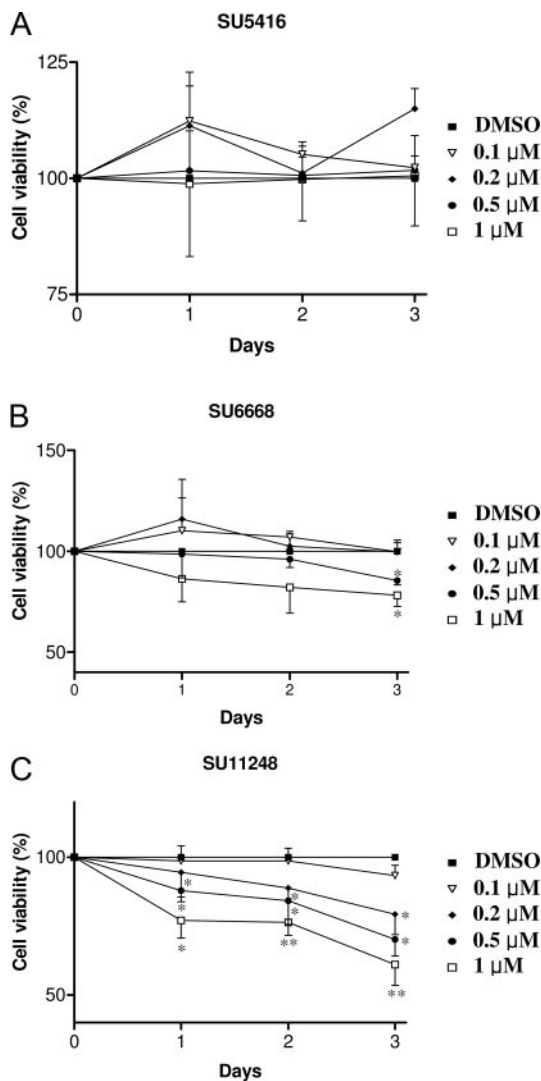 A
SU5416
125
100
75
Cell viability (%)
0 1 2 3
Days
DMSO
0.1 µM
0.2 µM
0.5 µM
1 µM
B
SU6668
150
100
50
Cell viability (%)
*
*
0 1 2 3
Days
DMSO
0.1 µM
0.2 µM
0.5 µM
1 µM
C
SU11248
100
50
Cell viability (%)
* * *
* * *
* ** **
0 1 2 3
Days
DMSO
0.1 µM
0.2 µM
0.5 µM
1 µM